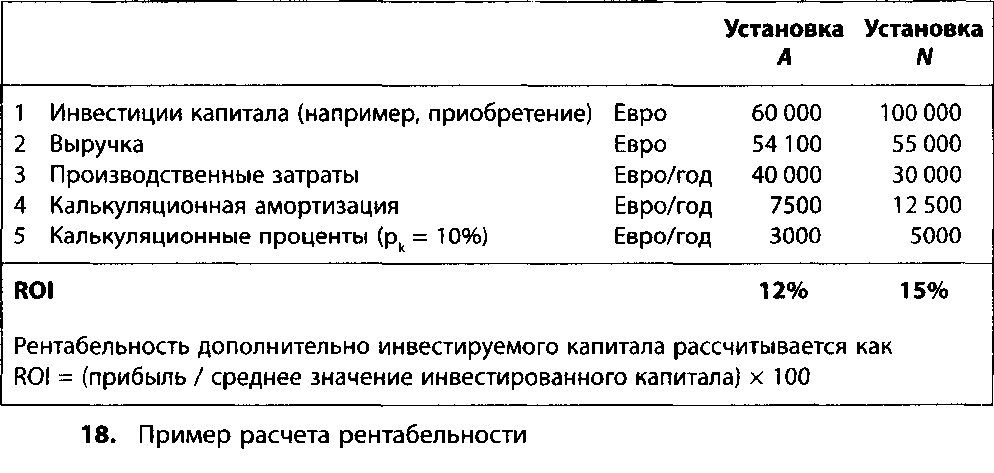 Установка Установка
A N
1 Инвестиции капитала (например, приобретение) Евро 60 000 100 000
2 Выручка Евро 54 100 55 000
3 Производственные затраты Евро/год 40 000 30 000
4 Калькуляционная амортизация Евро/год 7500 12 500
5 Калькуляционные проценты (pk = 10%) Евро/год 3000 5000
ROI 12% 15%
Рентабельность дополнительно инвестируемого капитала рассчитывается как
ROI = (прибыль / среднее значение инвестированного капитала) × 100
18. Пример расчета рентабельности